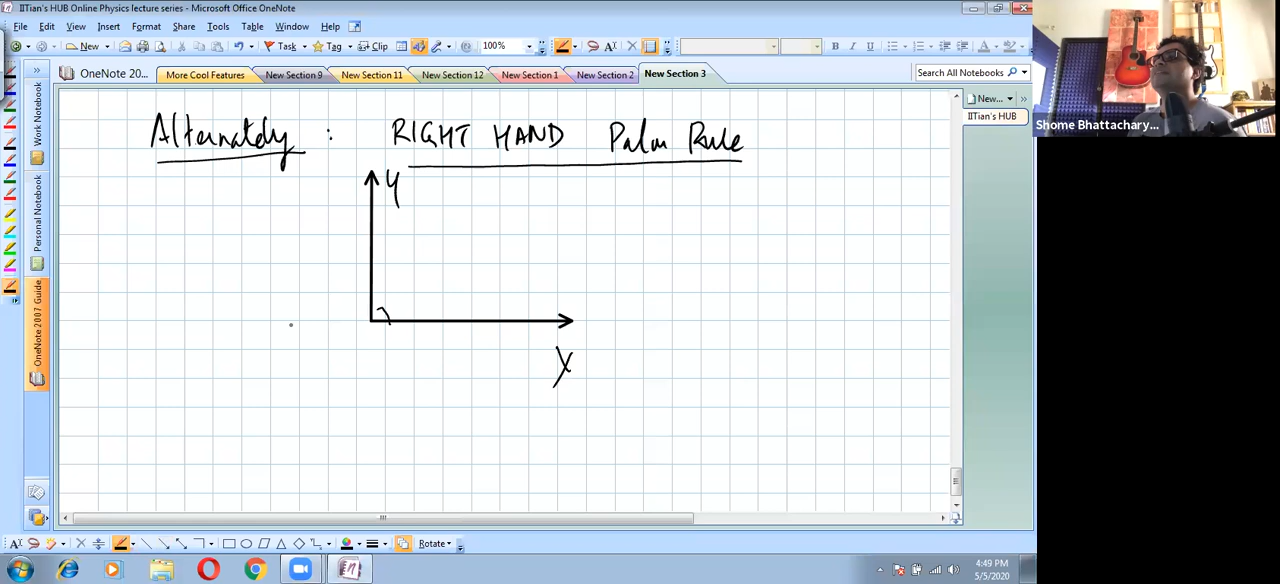 IITian's HUB Online Physics lecture series - Microsoft Office OneNote
File Edit View Insert Format Share Tools Table Window Help
New Task Tag Clip 100% B I U
OneNote 20... More Cool Features New Section 9 New Section 11 New Section 12 New Section 1 New Section 2 New Section 3 Search All Notebooks
New...
IITian's HUB
Shome Bhattachary...
Work Notebook
Personal Notebook
OneNote 2007 Guide
Alternately : RIGHT HAND Palm Rule
Y
X
Rotate
4:49 PM
5/5/2020